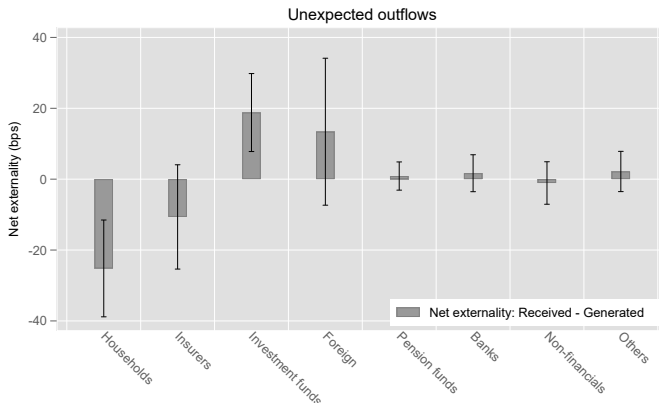 Unexpected outflows
Net externality (bps)
40
20
0
-20
-40
Net externality: Received - Generated
Households
Insurers
Investment funds
Foreign
Pension funds
Banks
Non-financials
Others